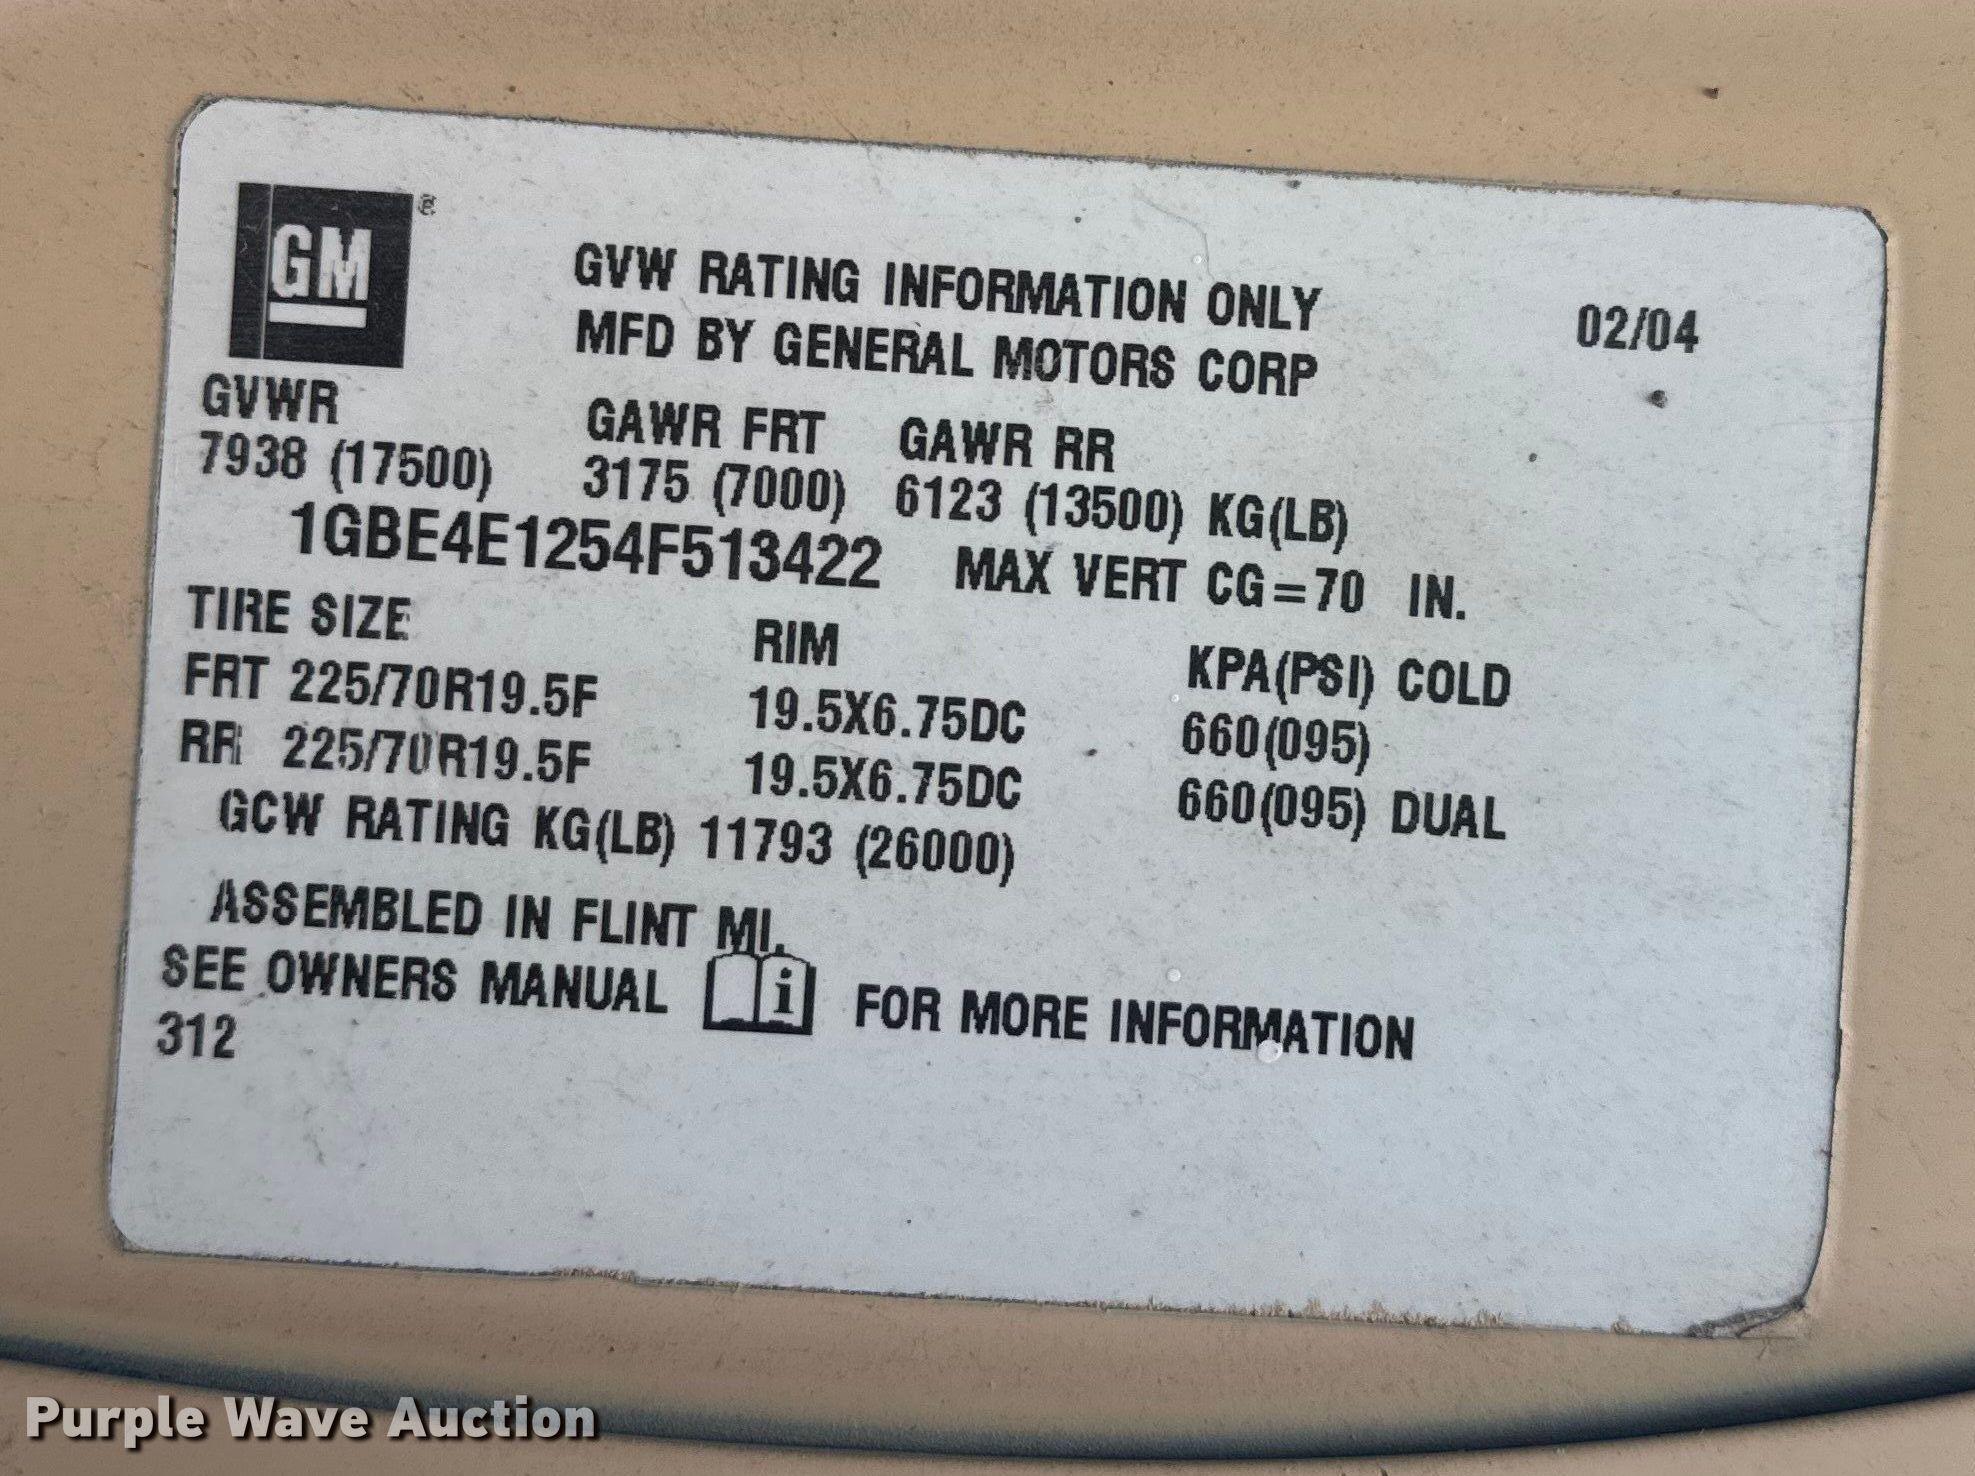 GM ®
GVW RATING INFORMATION ONLY 02/04
MFD BY GENERAL MOTORS CORP
GVWR GAWR FRT GAWR RR
7938 (17500) 3175 (7000) 6123 (13500) KG(LB)
1GBE4E1254F513422 MAX VERT CG=70 IN.
TIRE SIZE RIM KPA(PSI) COLD
FRT 225/70R19.5F 19.5X6.75DC 660(095)
RR 225/70R19.5F 19.5X6.75DC 660(095) DUAL
GCW RATING KG(LB) 11793 (26000)
ASSEMBLED IN FLINT MI.
SEE OWNERS MANUAL i FOR MORE INFORMATION
312
Purple Wave Auction